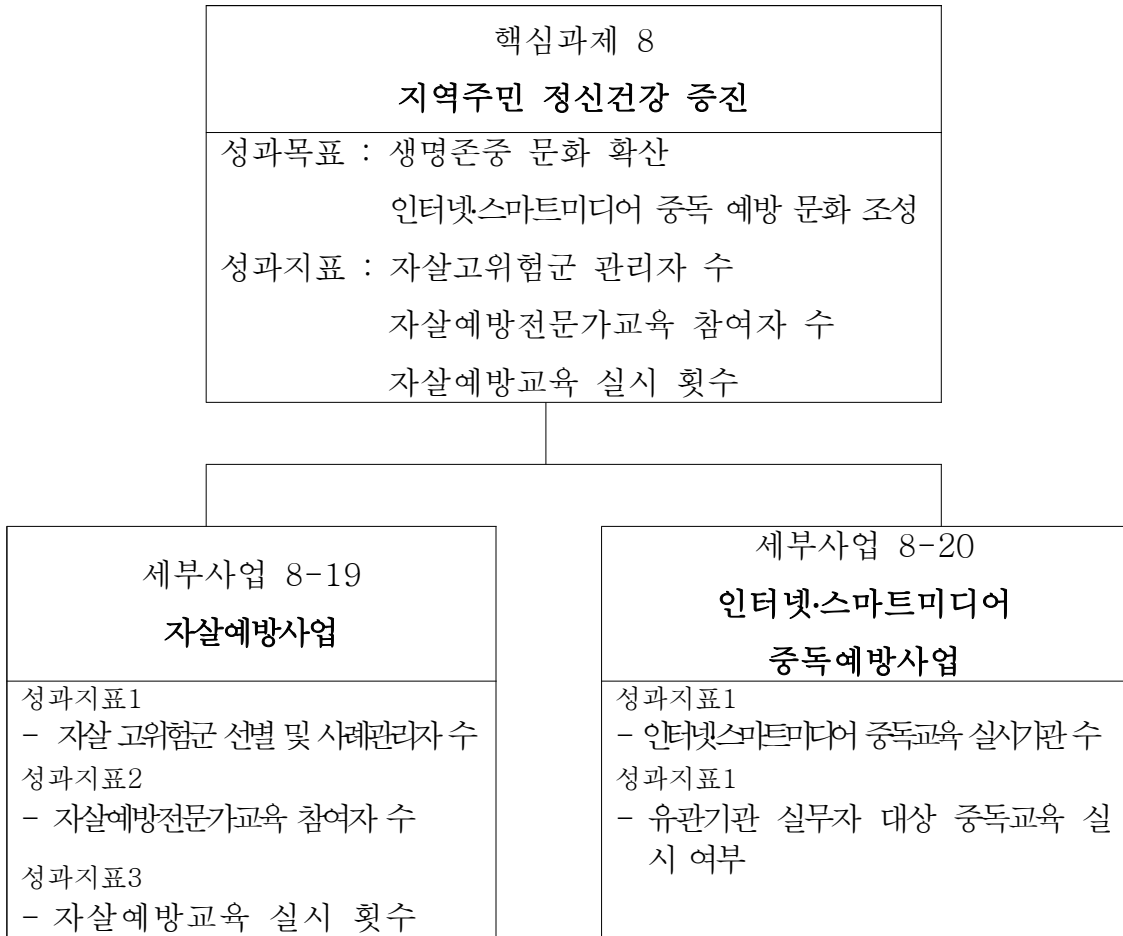 핵심과제 8
지역주민 정신건강 증진
성과목표 : 생명존중 문화 확산
인터넷·스마트미디어 중독 예방 문화 조성
성과지표 : 자살고위험군 관리자 수
자살예방전문가교육 참여자 수
자살예방교육 실시 횟수
세부사업 8-19
자살예방사업
성과지표1
- 자살 고위험군 선별 및 사례관리자 수
성과지표2
- 자살예방전문가교육 참여자 수
성과지표3
- 자살예방교육 실시 횟수
세부사업 8-20
인터넷·스마트미디어
중독예방사업
성과지표1
- 인터넷·스마트미디어 중독교육 실시기관 수
성과지표1
- 유관기관 실무자 대상 중독교육 실
시 여부